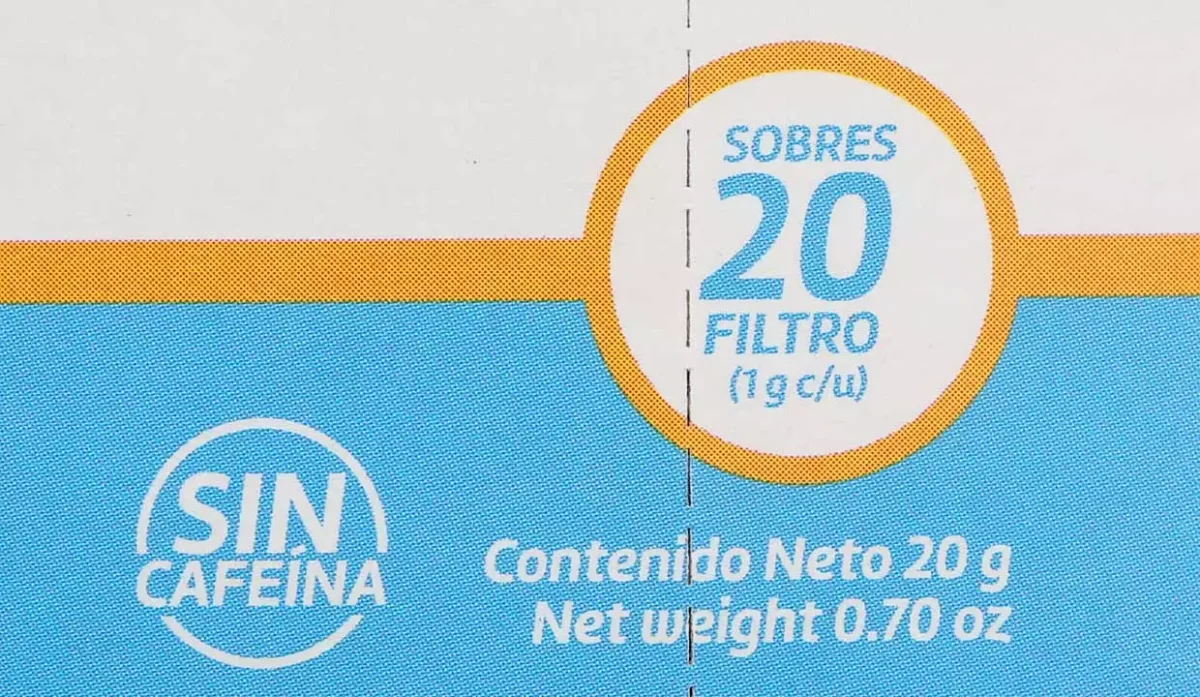 SOBRES
20
FILTRO
(1 g c/u)
SIN
CAFEÍNA
Contenido Neto 20 g
Net weight 0.70 oz